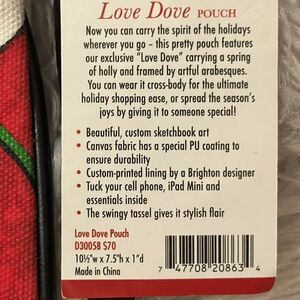 Love Dove POUCH
Now you can carry the spirit of the holidays
wherever you go – this pretty pouch features
our exclusive "Love Dove" carrying a spring
of holly and framed by artful arabesques.
You can wear it cross-body for the ultimate
holiday shopping ease, or spread the season's
joys by giving it to someone special!
• Beautiful, custom sketchbook art
• Canvas fabric has a special PU coating to
ensure durability
• Custom-printed lining by a Brighton designer
• Tuck your cell phone, iPad Mini and
essentials inside
• The swingy tassel gives it stylish flair
Love Dove Pouch
D30058 $70
10½"w x 7.5"h x 1"d
Made in China
7 47708 20863 4